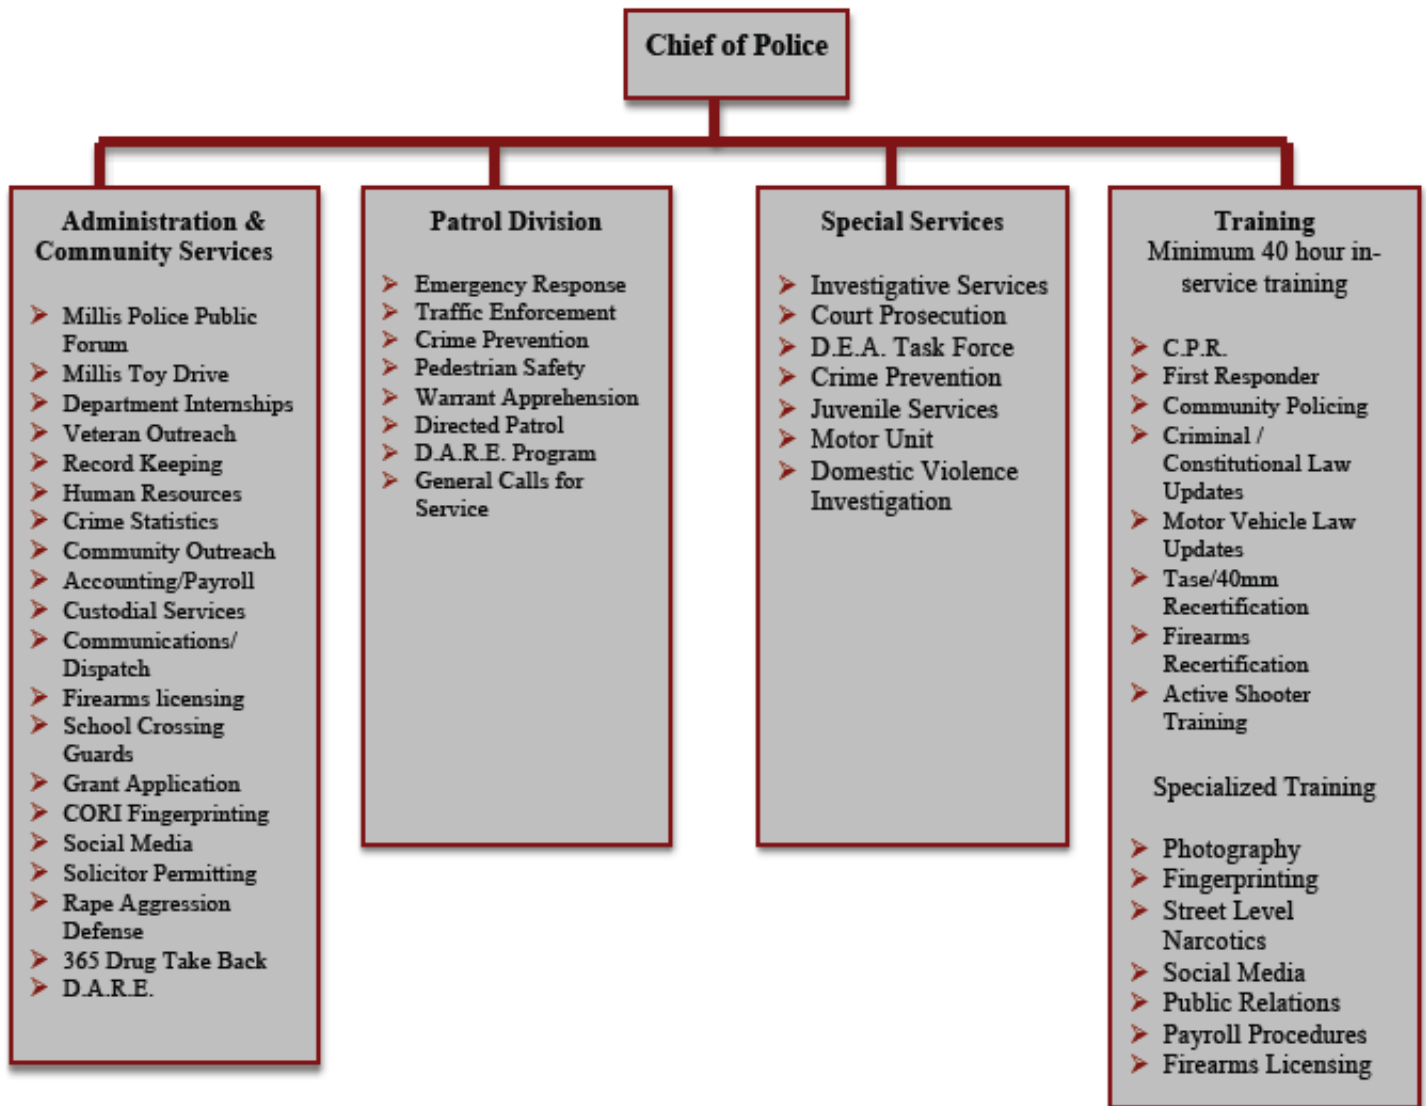 Chief of Police
Administration &
Community Services
Millis Police Public
Forum
Millis Toy Drive
Department Internships
Veteran Outreach
Record Keeping
Human Resources
Crime Statistics
Community Outreach
Accounting/Payroll
Custodial Services
Communications/
Dispatch
Firearms licensing
School Crossing
Guards
Grant Application
CORI Fingerprinting
Social Media
Solicitor Permitting
Rape Aggression
Defense
365 Drug Take Back
D.A.R.E.
Patrol Division
Emergency Response
Traffic Enforcement
Crime Prevention
Pedestrian Safety
Warrant Apprehension
Directed Patrol
D.A.R.E. Program
General Calls for
Service
Special Services
Investigative Services
Court Prosecution
D.E.A. Task Force
Crime Prevention
Juvenile Services
Motor Unit
Domestic Violence
Investigation
Training
Minimum 40 hour in-
service training
C.P.R.
First Responder
Community Policing
Criminal /
Constitutional Law
Updates
Motor Vehicle Law
Updates
Tase/40mm
Recertification
Firearms
Recertification
Active Shooter
Training
Specialized Training
Photography
Fingerprinting
Street Level
Narcotics
Social Media
Public Relations
Payroll Procedures
Firearms Licensing